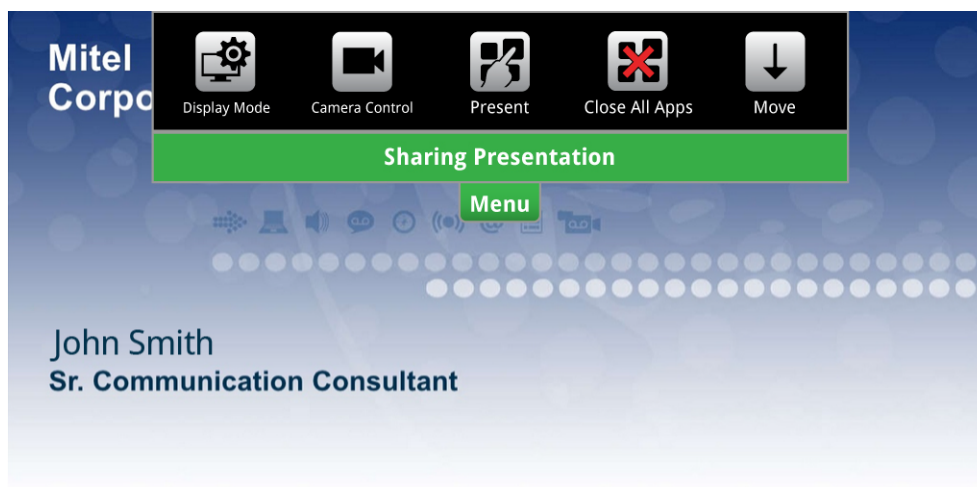 Mitel
Corpo
Display Mode
Camera Control
Present
Close All Apps
Move
Sharing Presentation
Menu
John Smith
Sr. Communication Consultant